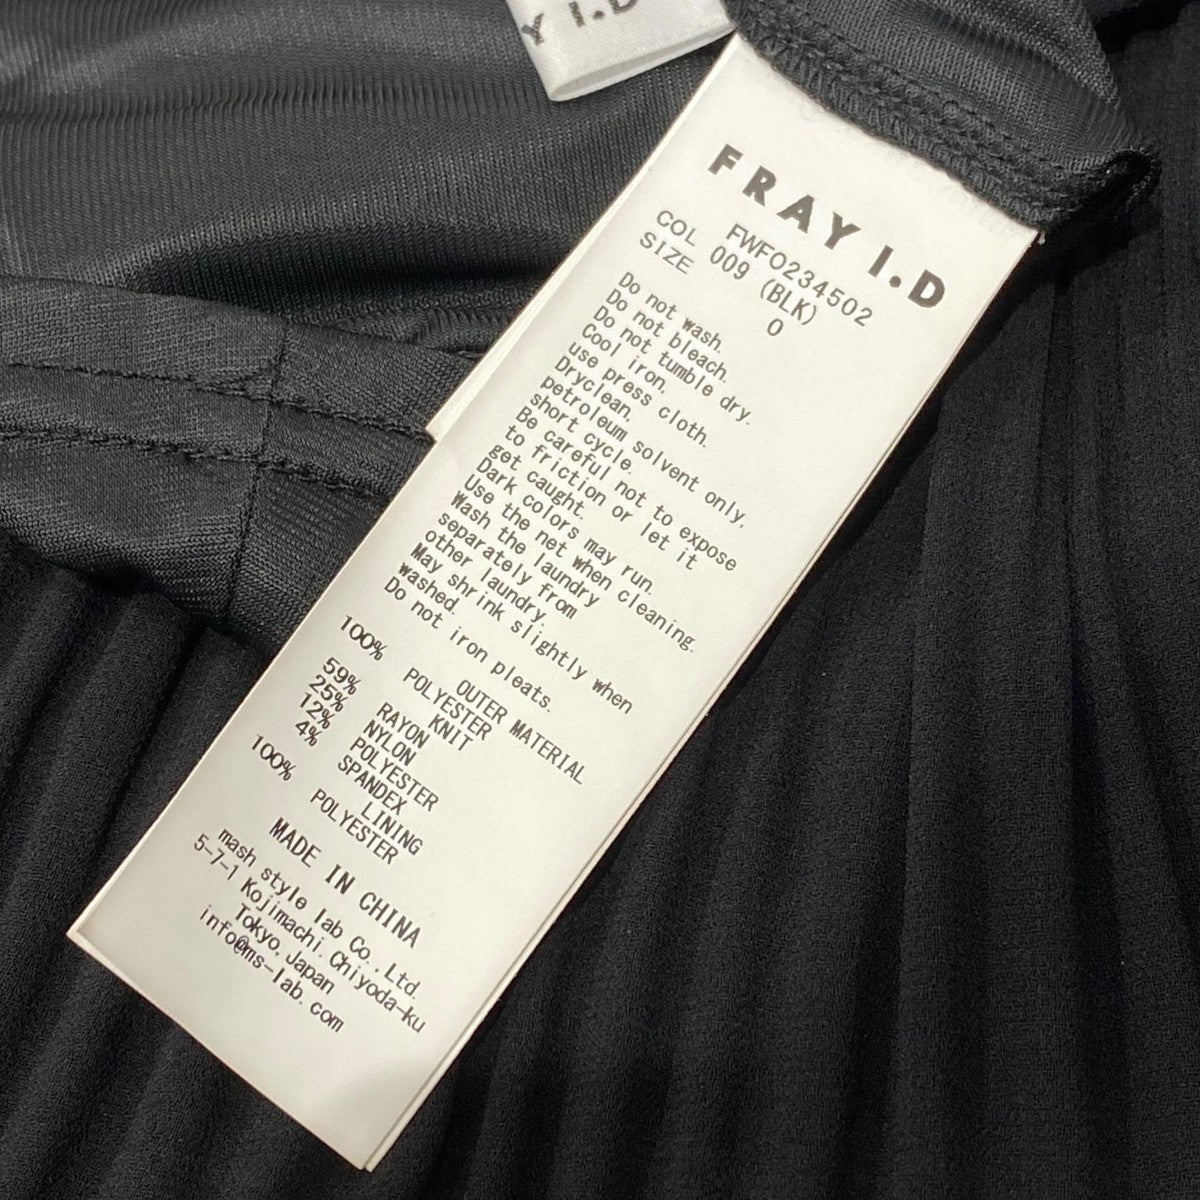 Y I.D
FRAY I.D
FWFO234502
COL 009 (BLK)
SIZE 0
Do not wash.
Do not bleach.
Do not tumble dry.
Cool iron.
use press cloth.
Dryclean.
petroleum solvent only.
short cycle.
Be careful not to expose
to friction or let it
get caught.
Dark colors may run.
Use the net when cleaning.
Wash the laundry
separately from
other laundry.
May shrink slightly when
washed.
Do not iron pleats.
OUTER MATERIAL
100% POLYESTER
KNIT
59% RAYON
25% NYLON
12% POLYESTER
4% SPANDEX
LINING
100% POLYESTER
MADE IN CHINA
mash style lab Co., Ltd.
5-7-1 Kojimachi. Chiyoda-ku
Tokyo, Japan
info@ms-lab.com